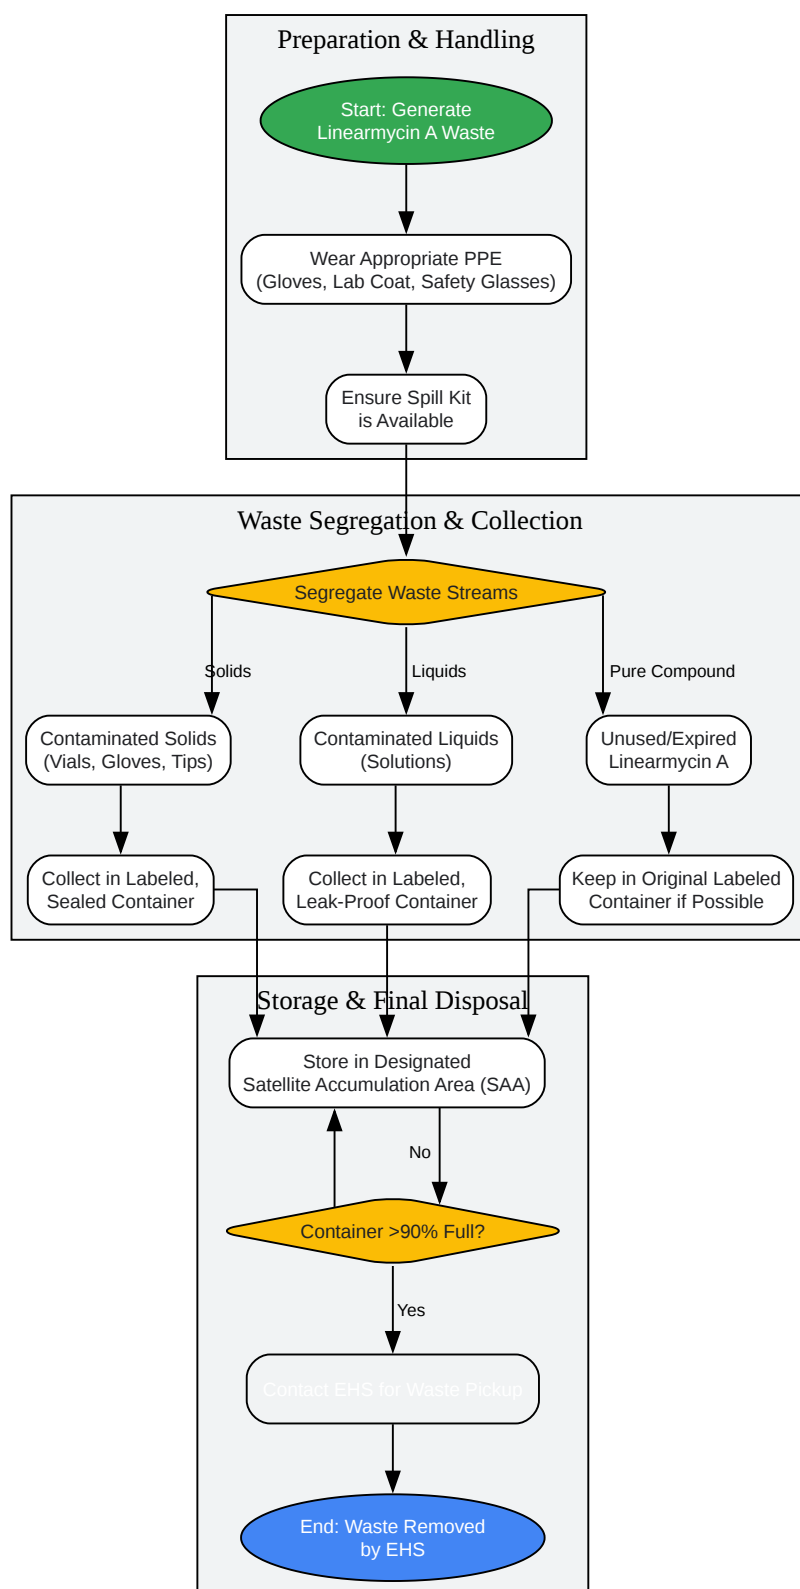 Preparation & Handling
Start: Generate
Linearmycin A Waste
Wear Appropriate PPE
(Gloves, Lab Coat, Safety Glasses)
Ensure Spill Kit
is Available
Waste Segregation & Collection
Segregate Waste Streams
Solids
Liquids
Pure Compound
Contaminated Solids
(Vials, Gloves, Tips)
Contaminated Liquids
(Solutions)
Unused/Expired
Linearmycin A
Collect in Labeled,
Sealed Container
Collect in Labeled,
Leak-Proof Container
Keep in Original Labeled
Container if Possible
Storage & Final Disposal
Store in Designated
Satellite Accumulation Area (SAA)
No
Container >90% Full?
Yes
Contact EHS for Waste Pickup
End: Waste Removed
by EHS